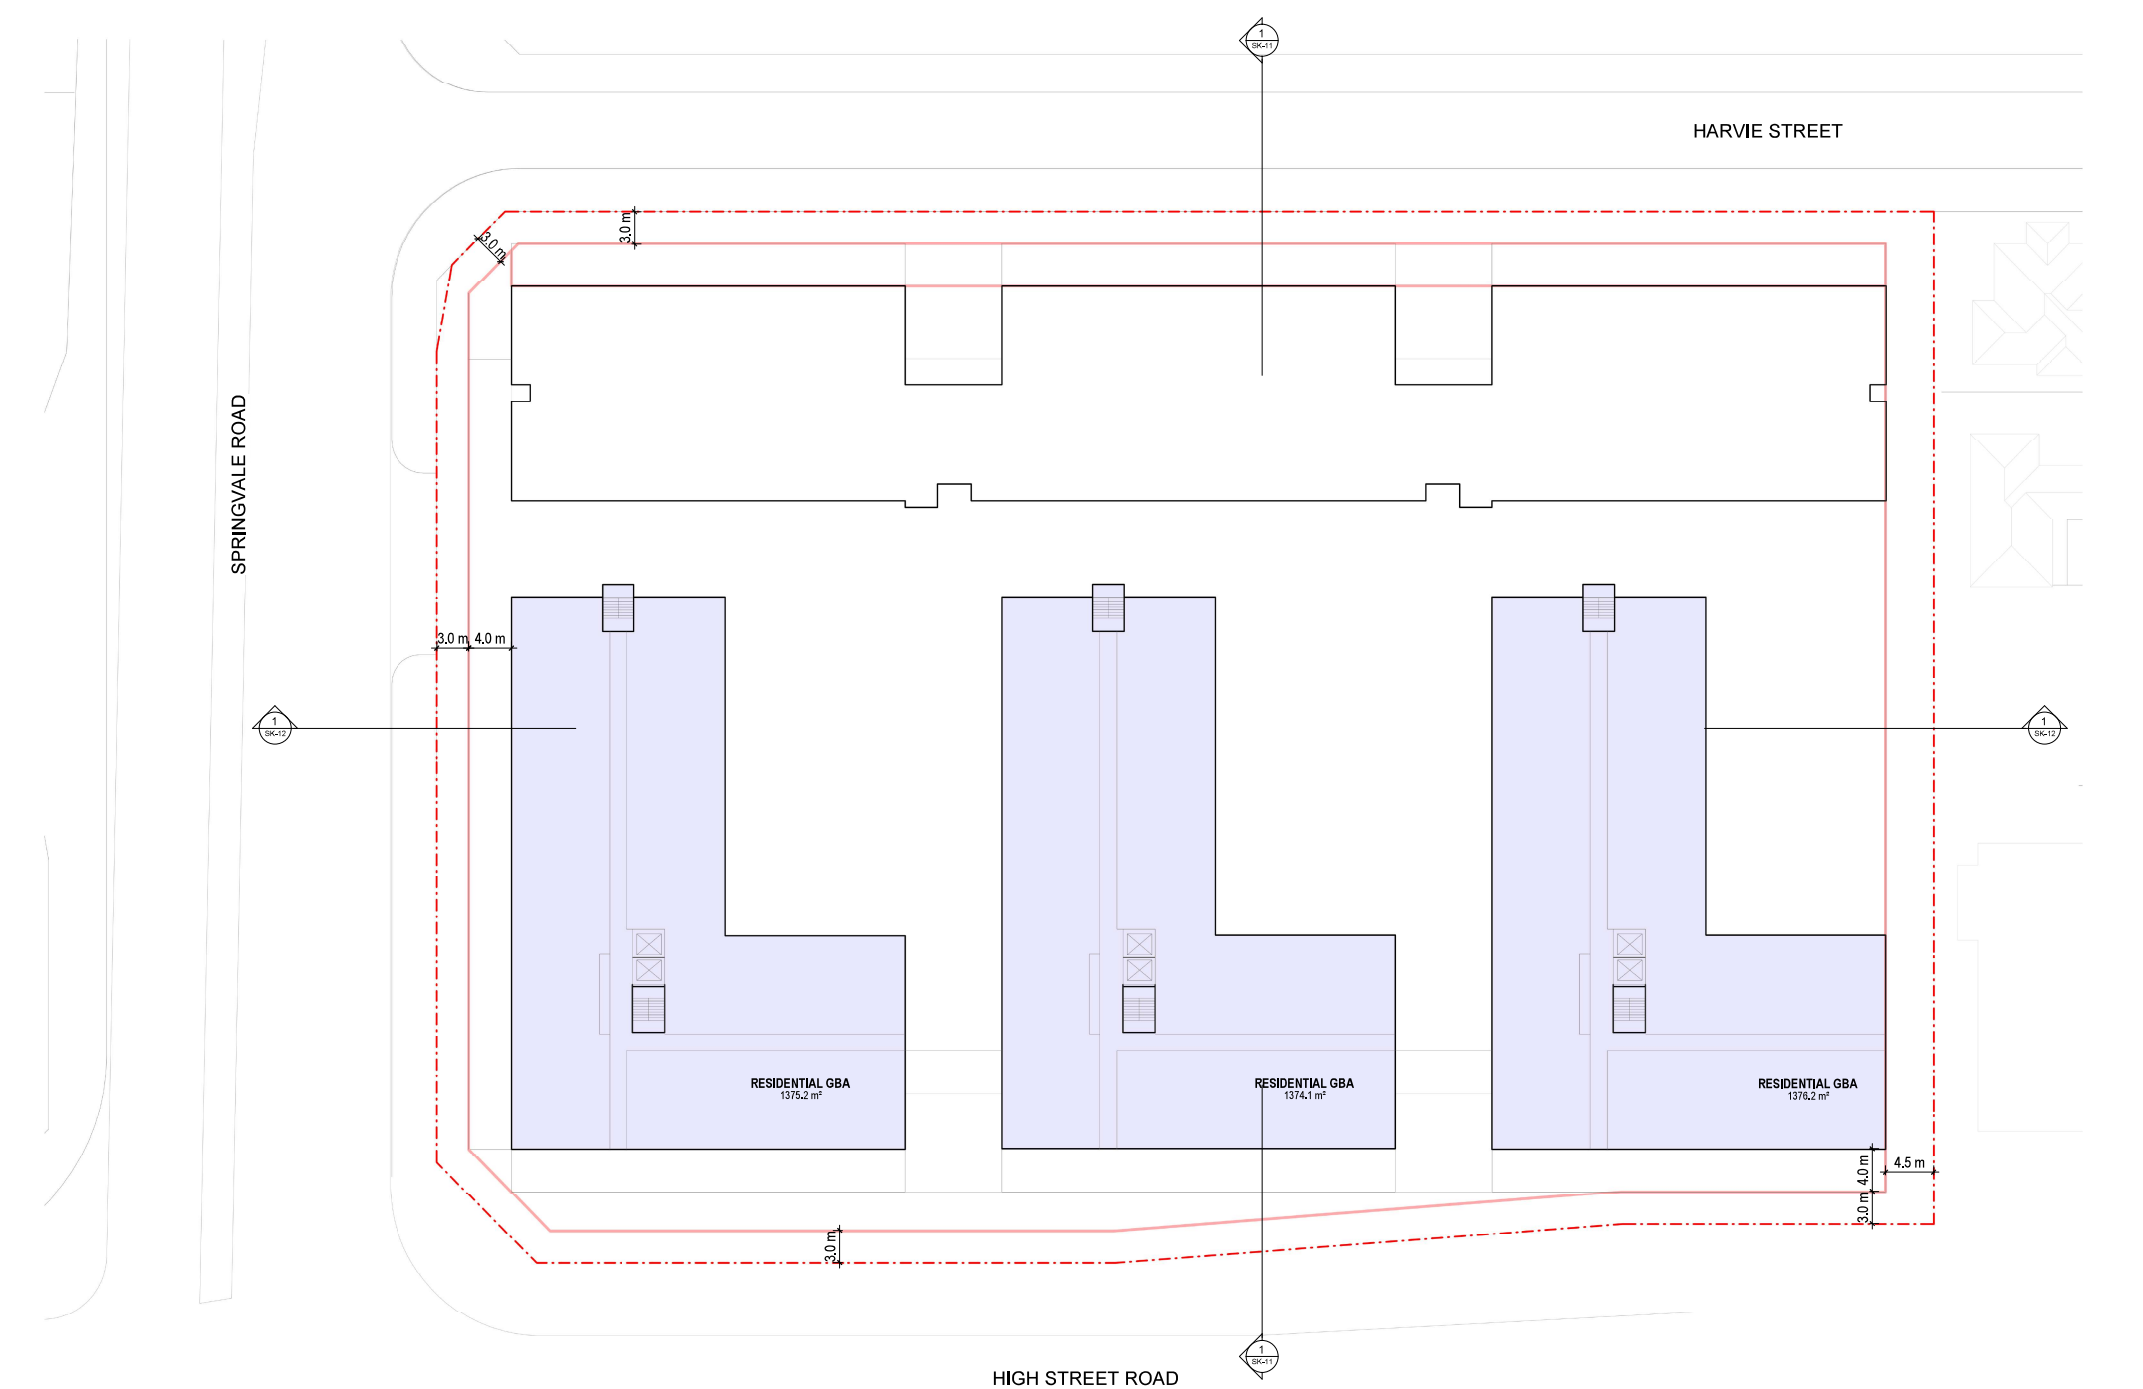 1
SK-11
HARVIE STREET
3.0 m
3.0 m
SPRINGVALE ROAD
3.0 m
4.0 m
1
SK-12
1
SK-12
RESIDENTIAL GBA
1375.2 m²
RESIDENTIAL GBA
1374.1 m²
RESIDENTIAL GBA
1376.2 m²
4.0 m
4.5 m
3.0 m
3.0 m
1
SK-11
HIGH STREET ROAD